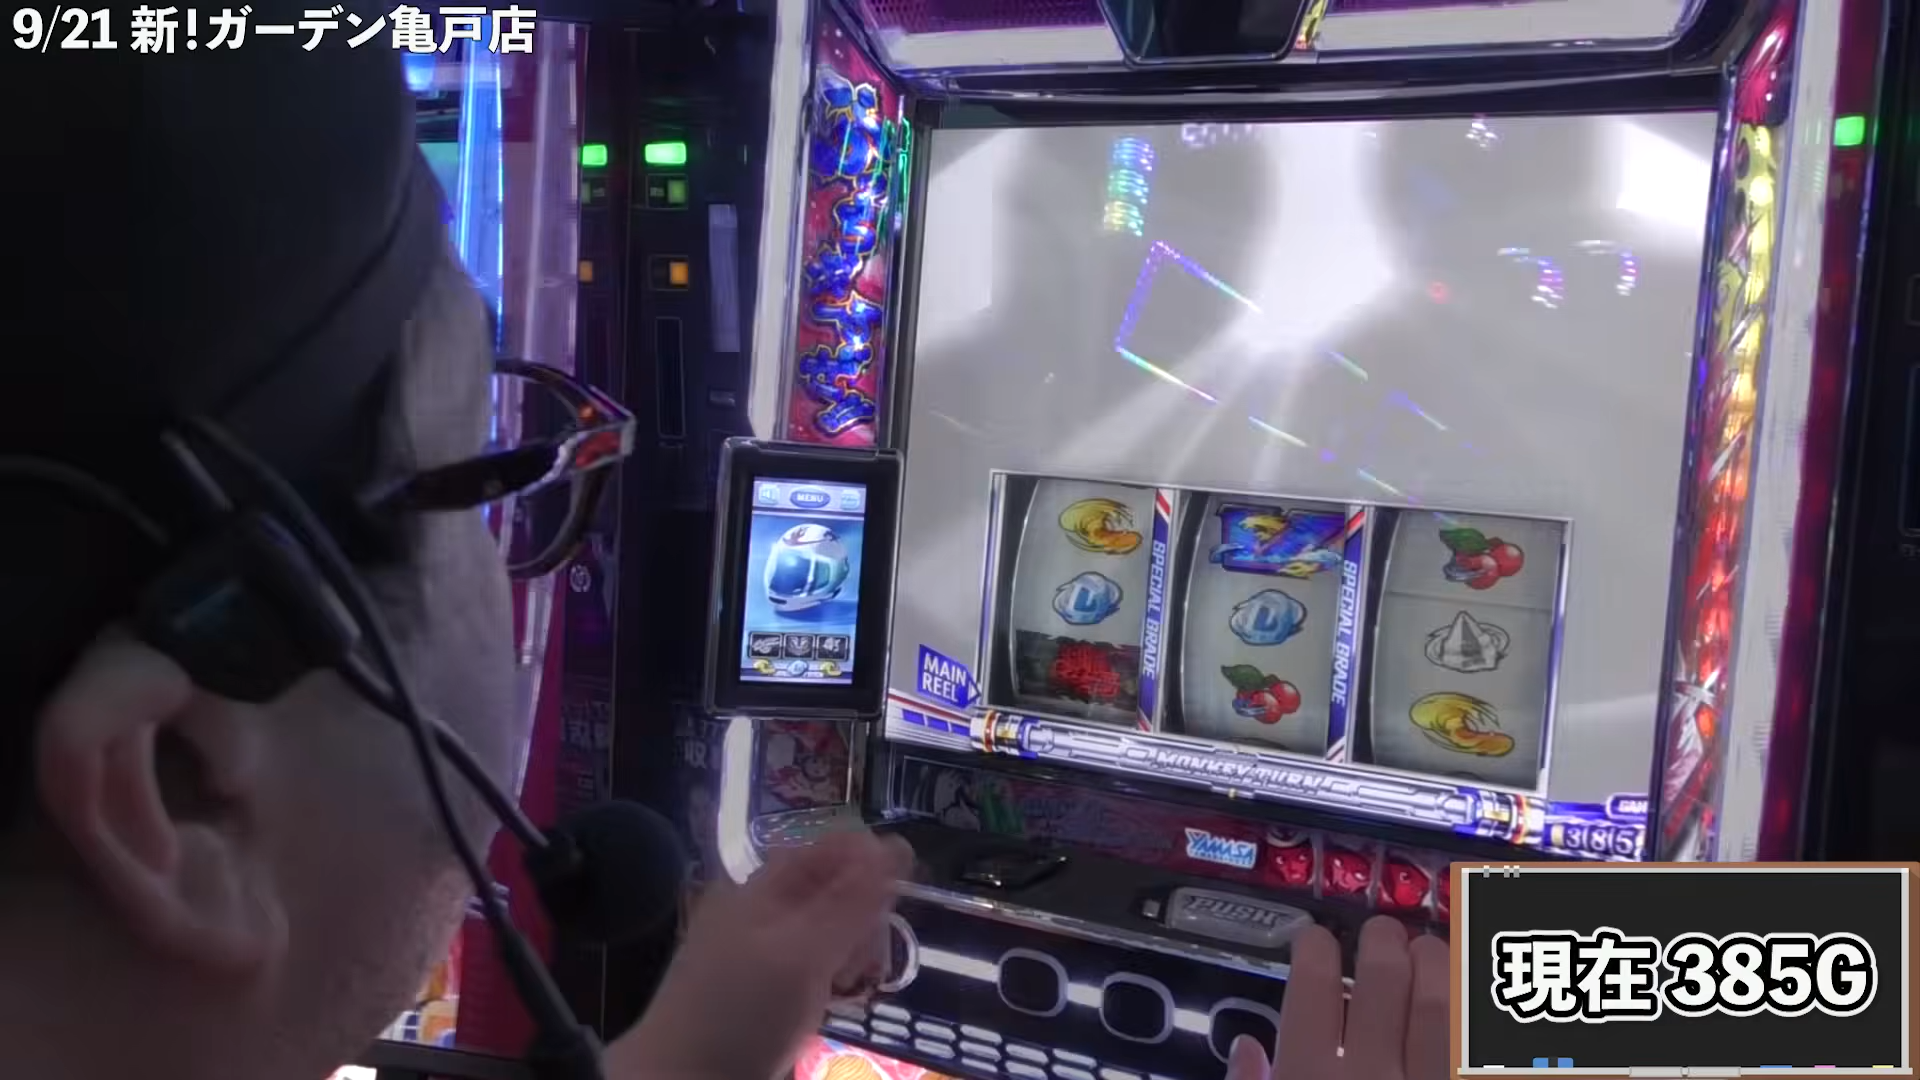 9/21 新!ガーデン亀戸店
MENU
SPECIAL BRADE
SPECIAL BRADE
MAIN
REEL
MONKEY TURN
385
YAMASA
PUSH
現在 385G